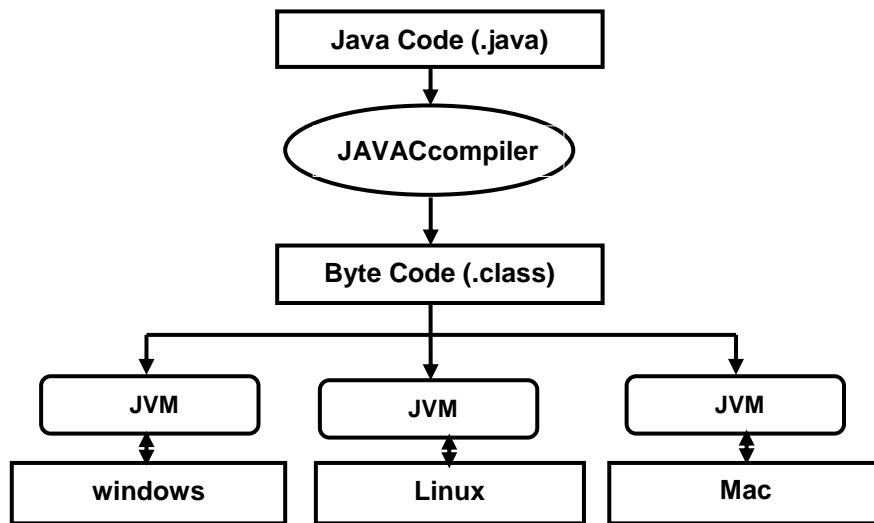 Java Code (.java)
JAVACcompiler
Byte Code (.class)
JVM
JVM
JVM
windows
Linux
Mac